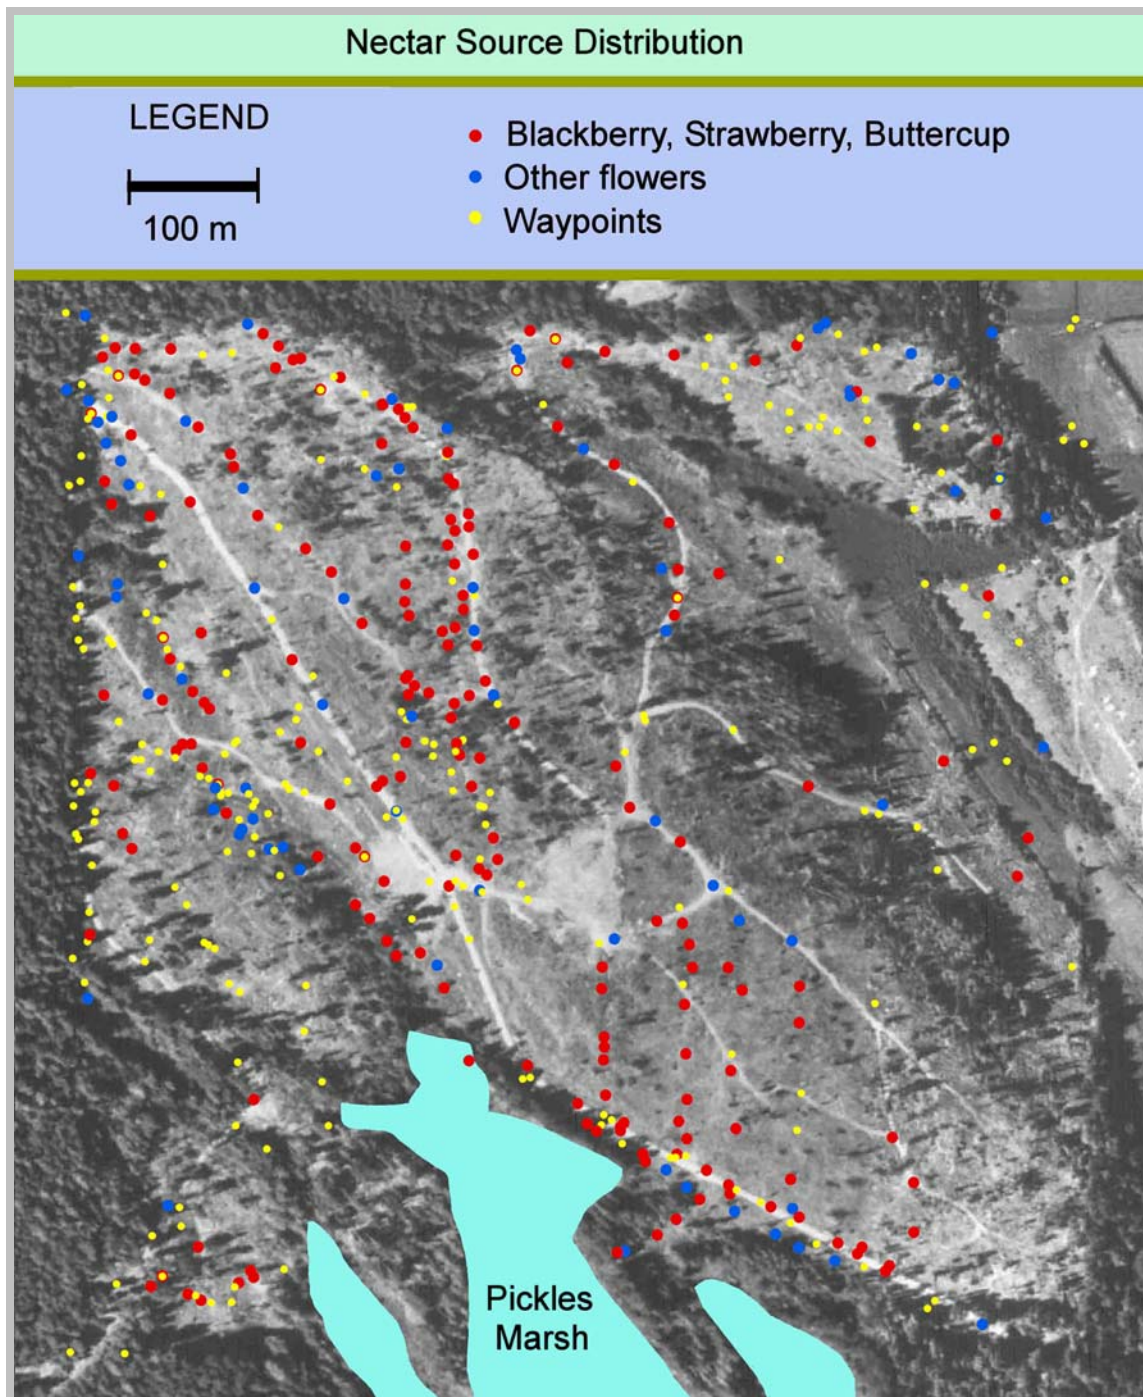 Nectar Source Distribution
LEGEND
100 m
Blackberry, Strawberry, Buttercup
Other flowers
Waypoints
Pickles
Marsh